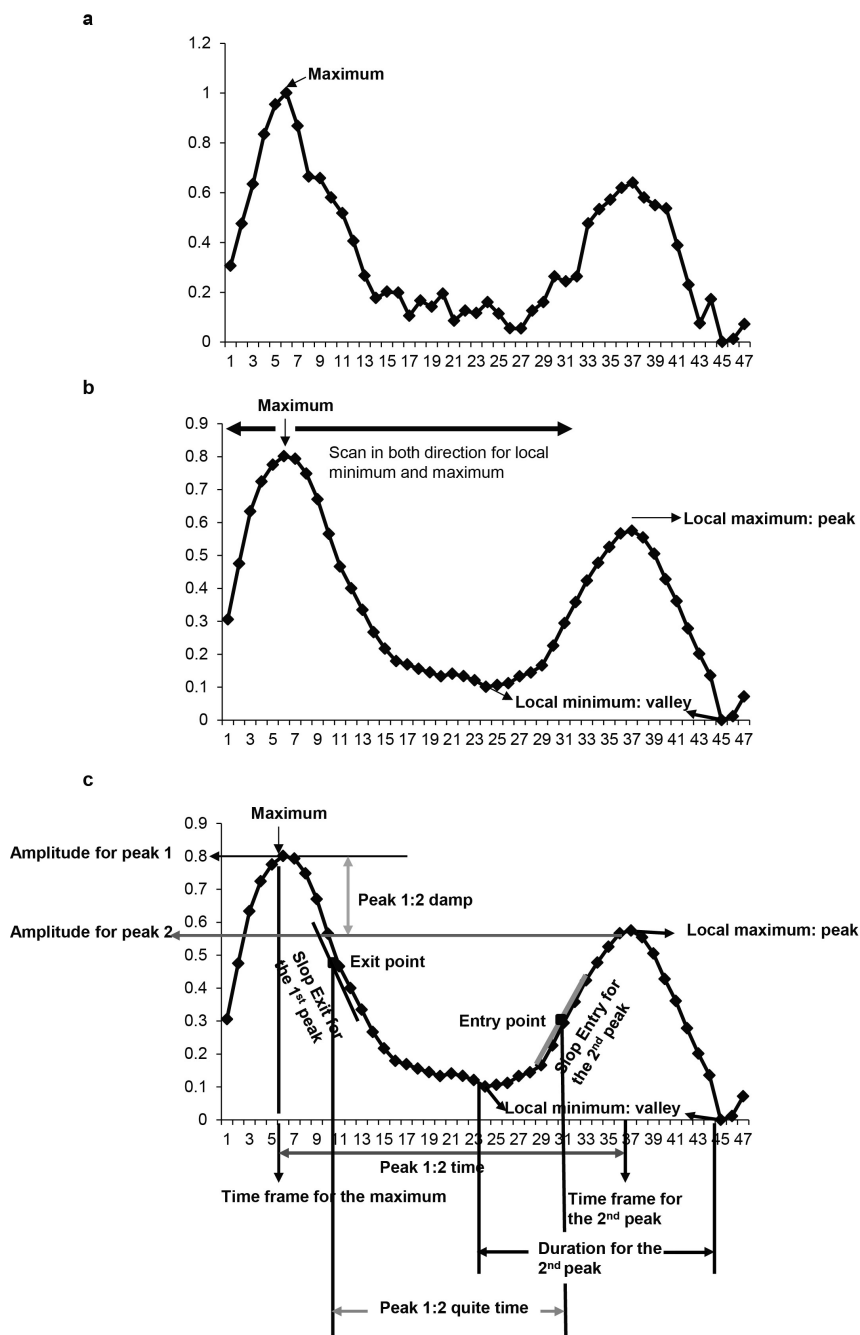 a
1.2
Maximum
1
0.8
0.6
0.4
0.2
0
1 3 5 7 9 11 13 15 17 19 21 23 25 27 29 31 33 35 37 39 41 43 45 47
b
Maximum
0.9
Scan in both direction for local
minimum and maximum
0.8
0.7
0.6
Local maximum: peak
0.5
0.4
0.3
0.2
0.1
Local minimum: valley
0
1 3 5 7 9 11 13 15 17 19 21 23 25 27 29 31 33 35 37 39 41 43 45 47
c
Maximum
0.9
Amplitude for peak 1
0.8
0.7
Peak 1:2 damp
0.6
Amplitude for peak 2
Local maximum: peak
0.5
Exit point
Slop Exit for
the 1st peak
0.4
0.3
Entry point
Slop Entry for
the 2nd peak
0.2
0.1
Local minimum: valley
0
1 3 5 7 9 11 13 15 17 19 21 23 25 27 29 31 33 35 37 39 41 43 45 47
Peak 1:2 time
Time frame for the maximum
Time frame for
the 2nd peak
Duration for the
2nd peak
Peak 1:2 quite time